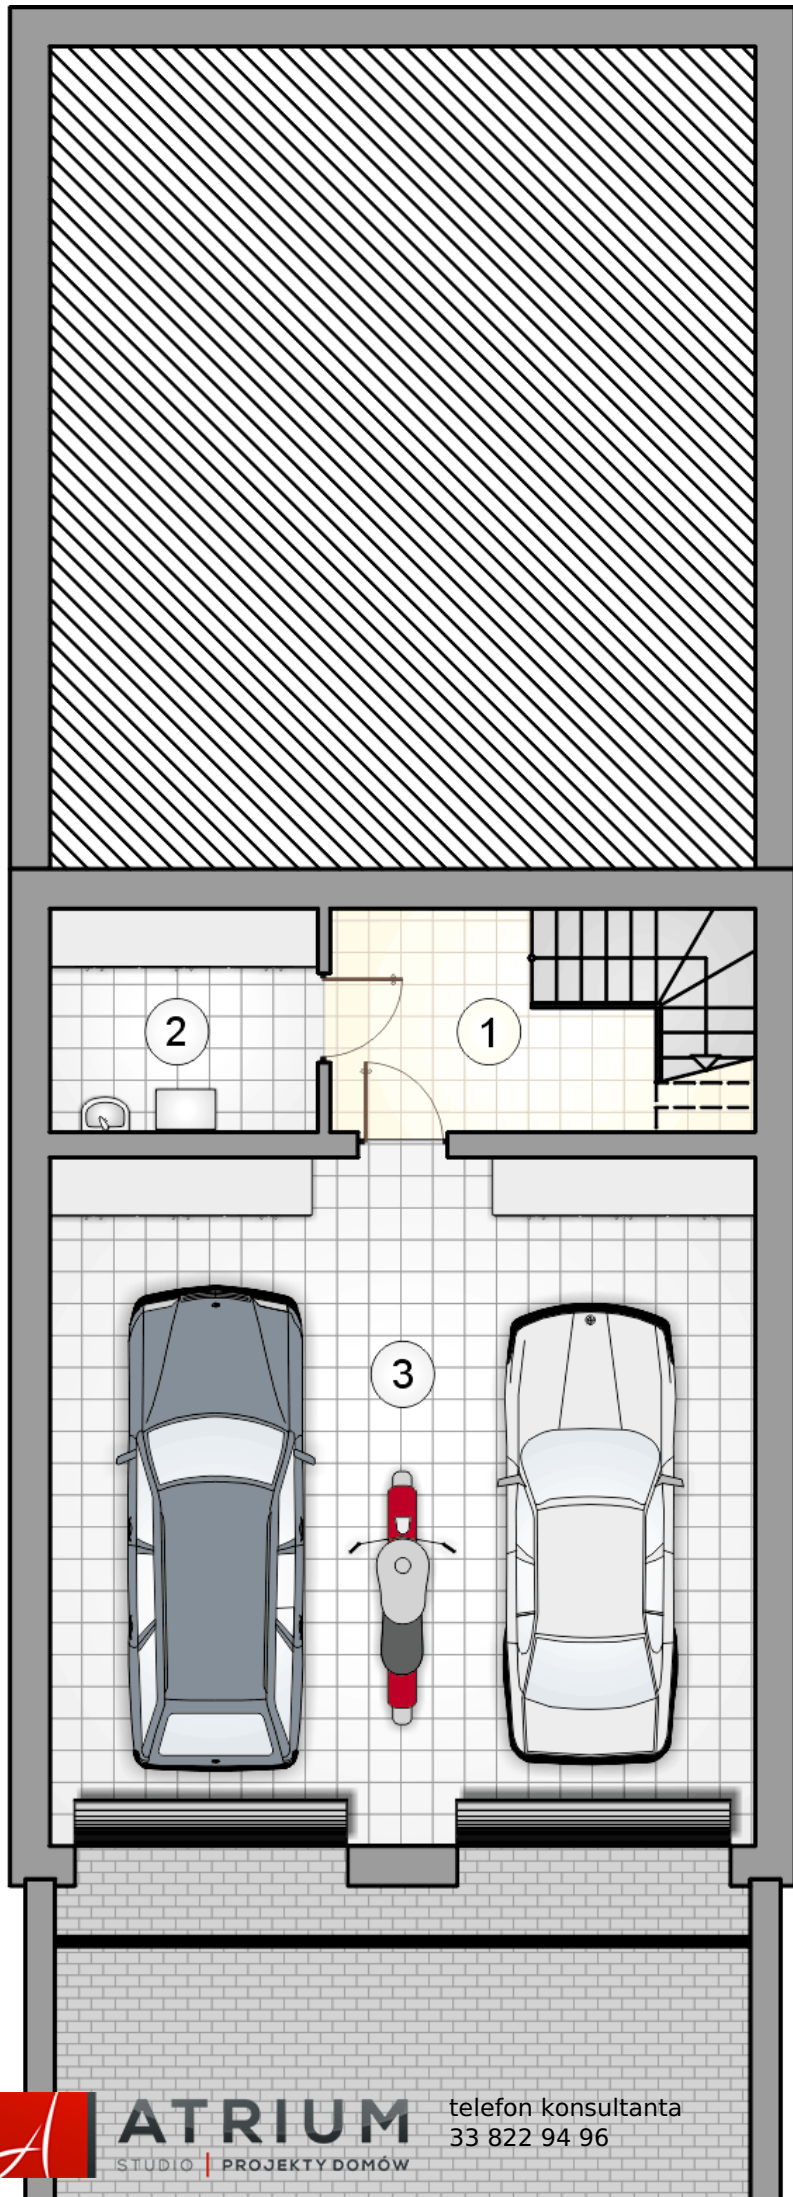 2
1
3
ATRIUM
STUDIO | PROJEKTY DOMÓW
telefon konsultanta
33 822 94 96